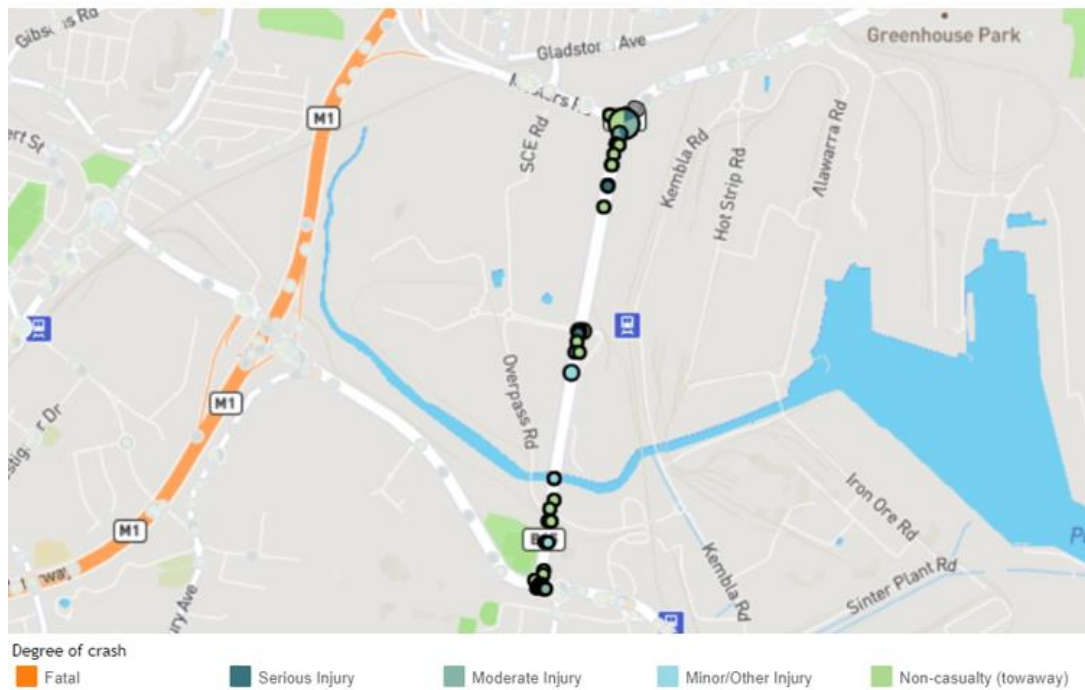 Gladstone Ave
Greenhouse Park
M1
SCE Rd
Kembla Rd
Hot Strip Rd
Alawarra Rd
M1
Overpass Rd
M1
Iron Ore Rd
Kembla Rd
Sinter Plant Rd
Degree of crash
Fatal
Serious Injury
Moderate Injury
Minor/Other Injury
Non-casualty (towaway)